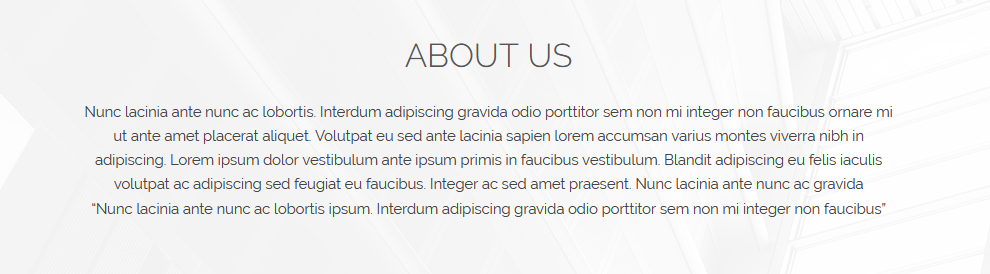 ABOUT US
Nunc lacinia ante nunc ac lobortis. Interdum adipiscing gravida odio porttitor sem non mi integer non faucibus ornare mi
ut ante amet placerat aliquet. Volutpat eu sed ante lacinia sapien lorem accumsan varius montes viverra nibh in
adipiscing. Lorem ipsum dolor vestibulum ante ipsum primis in faucibus vestibulum. Blandit adipiscing eu felis iaculis
volutpat ac adipiscing sed feugiat eu faucibus. Integer ac sed amet praesent. Nunc lacinia ante nunc ac gravida
“Nunc lacinia ante nunc ac lobortis ipsum. Interdum adipiscing gravida odio porttitor sem non mi integer non faucibus”